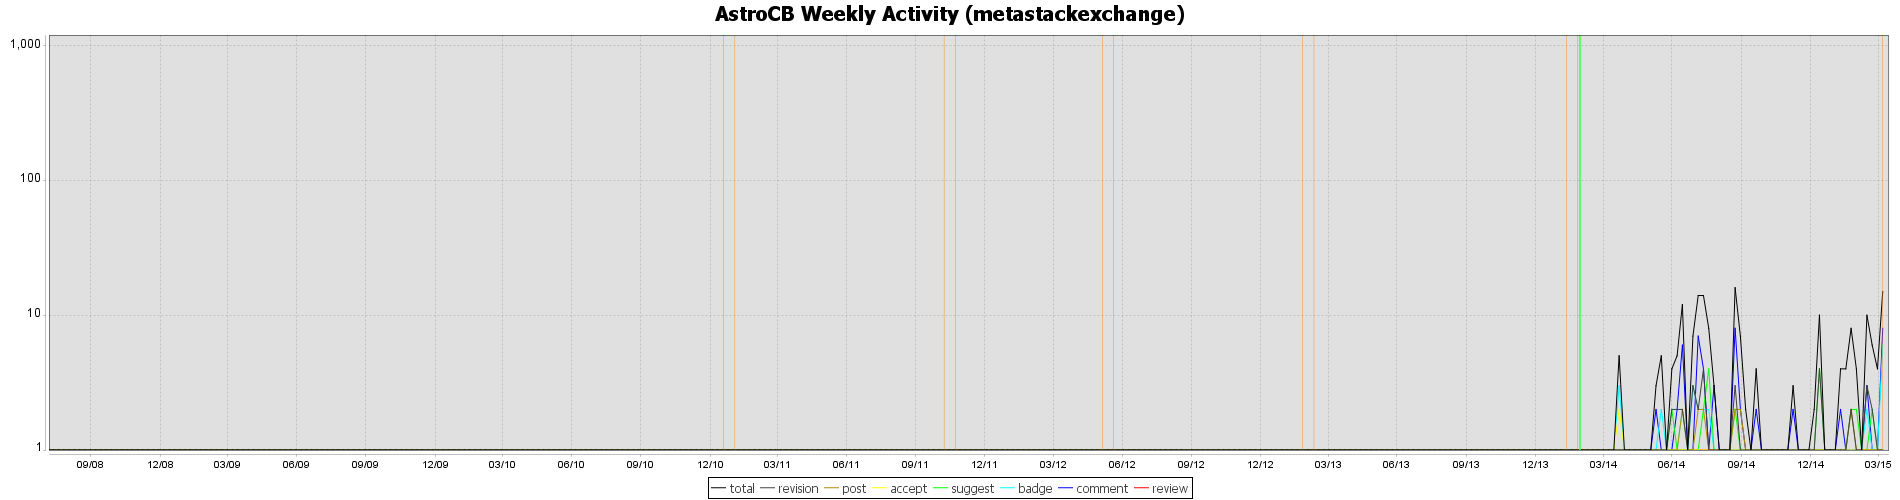 AstroCB Weekly Activity (metastackexchange)
1,000
100
10
1
09/08 12/08 03/09 06/09 09/09 12/09 03/10 06/10 09/10 12/10 03/11 06/11 09/11 12/11 03/12 06/12 09/12 12/12 03/13 06/13 09/13 12/13 03/14 06/14 09/14 12/14 03/15
total revision post accept suggest badge comment review